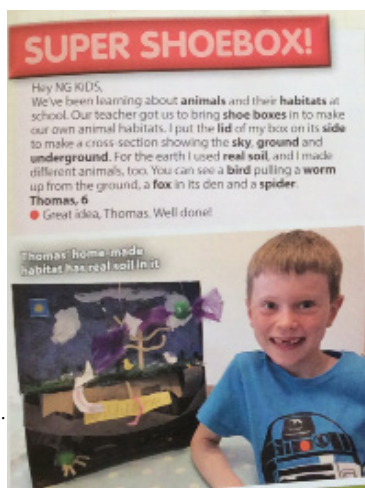 SUPER SHOEBOX!
Hey NG KIDS,
We've been learning about animals and their habitats at
school. Our teacher got us to bring shoe boxes in to make
our own animal habitats. I put the lid of my box on its side
to make a cross-section showing the sky, ground and
underground. For the earth I used real soil, and I made
different animals, too. You can see a bird pulling a worm
up from the ground, a fox in its den and a spider.
Thomas, 6
Great idea, Thomas. Well done!
Thomas' home-made
habitat has real soil in it